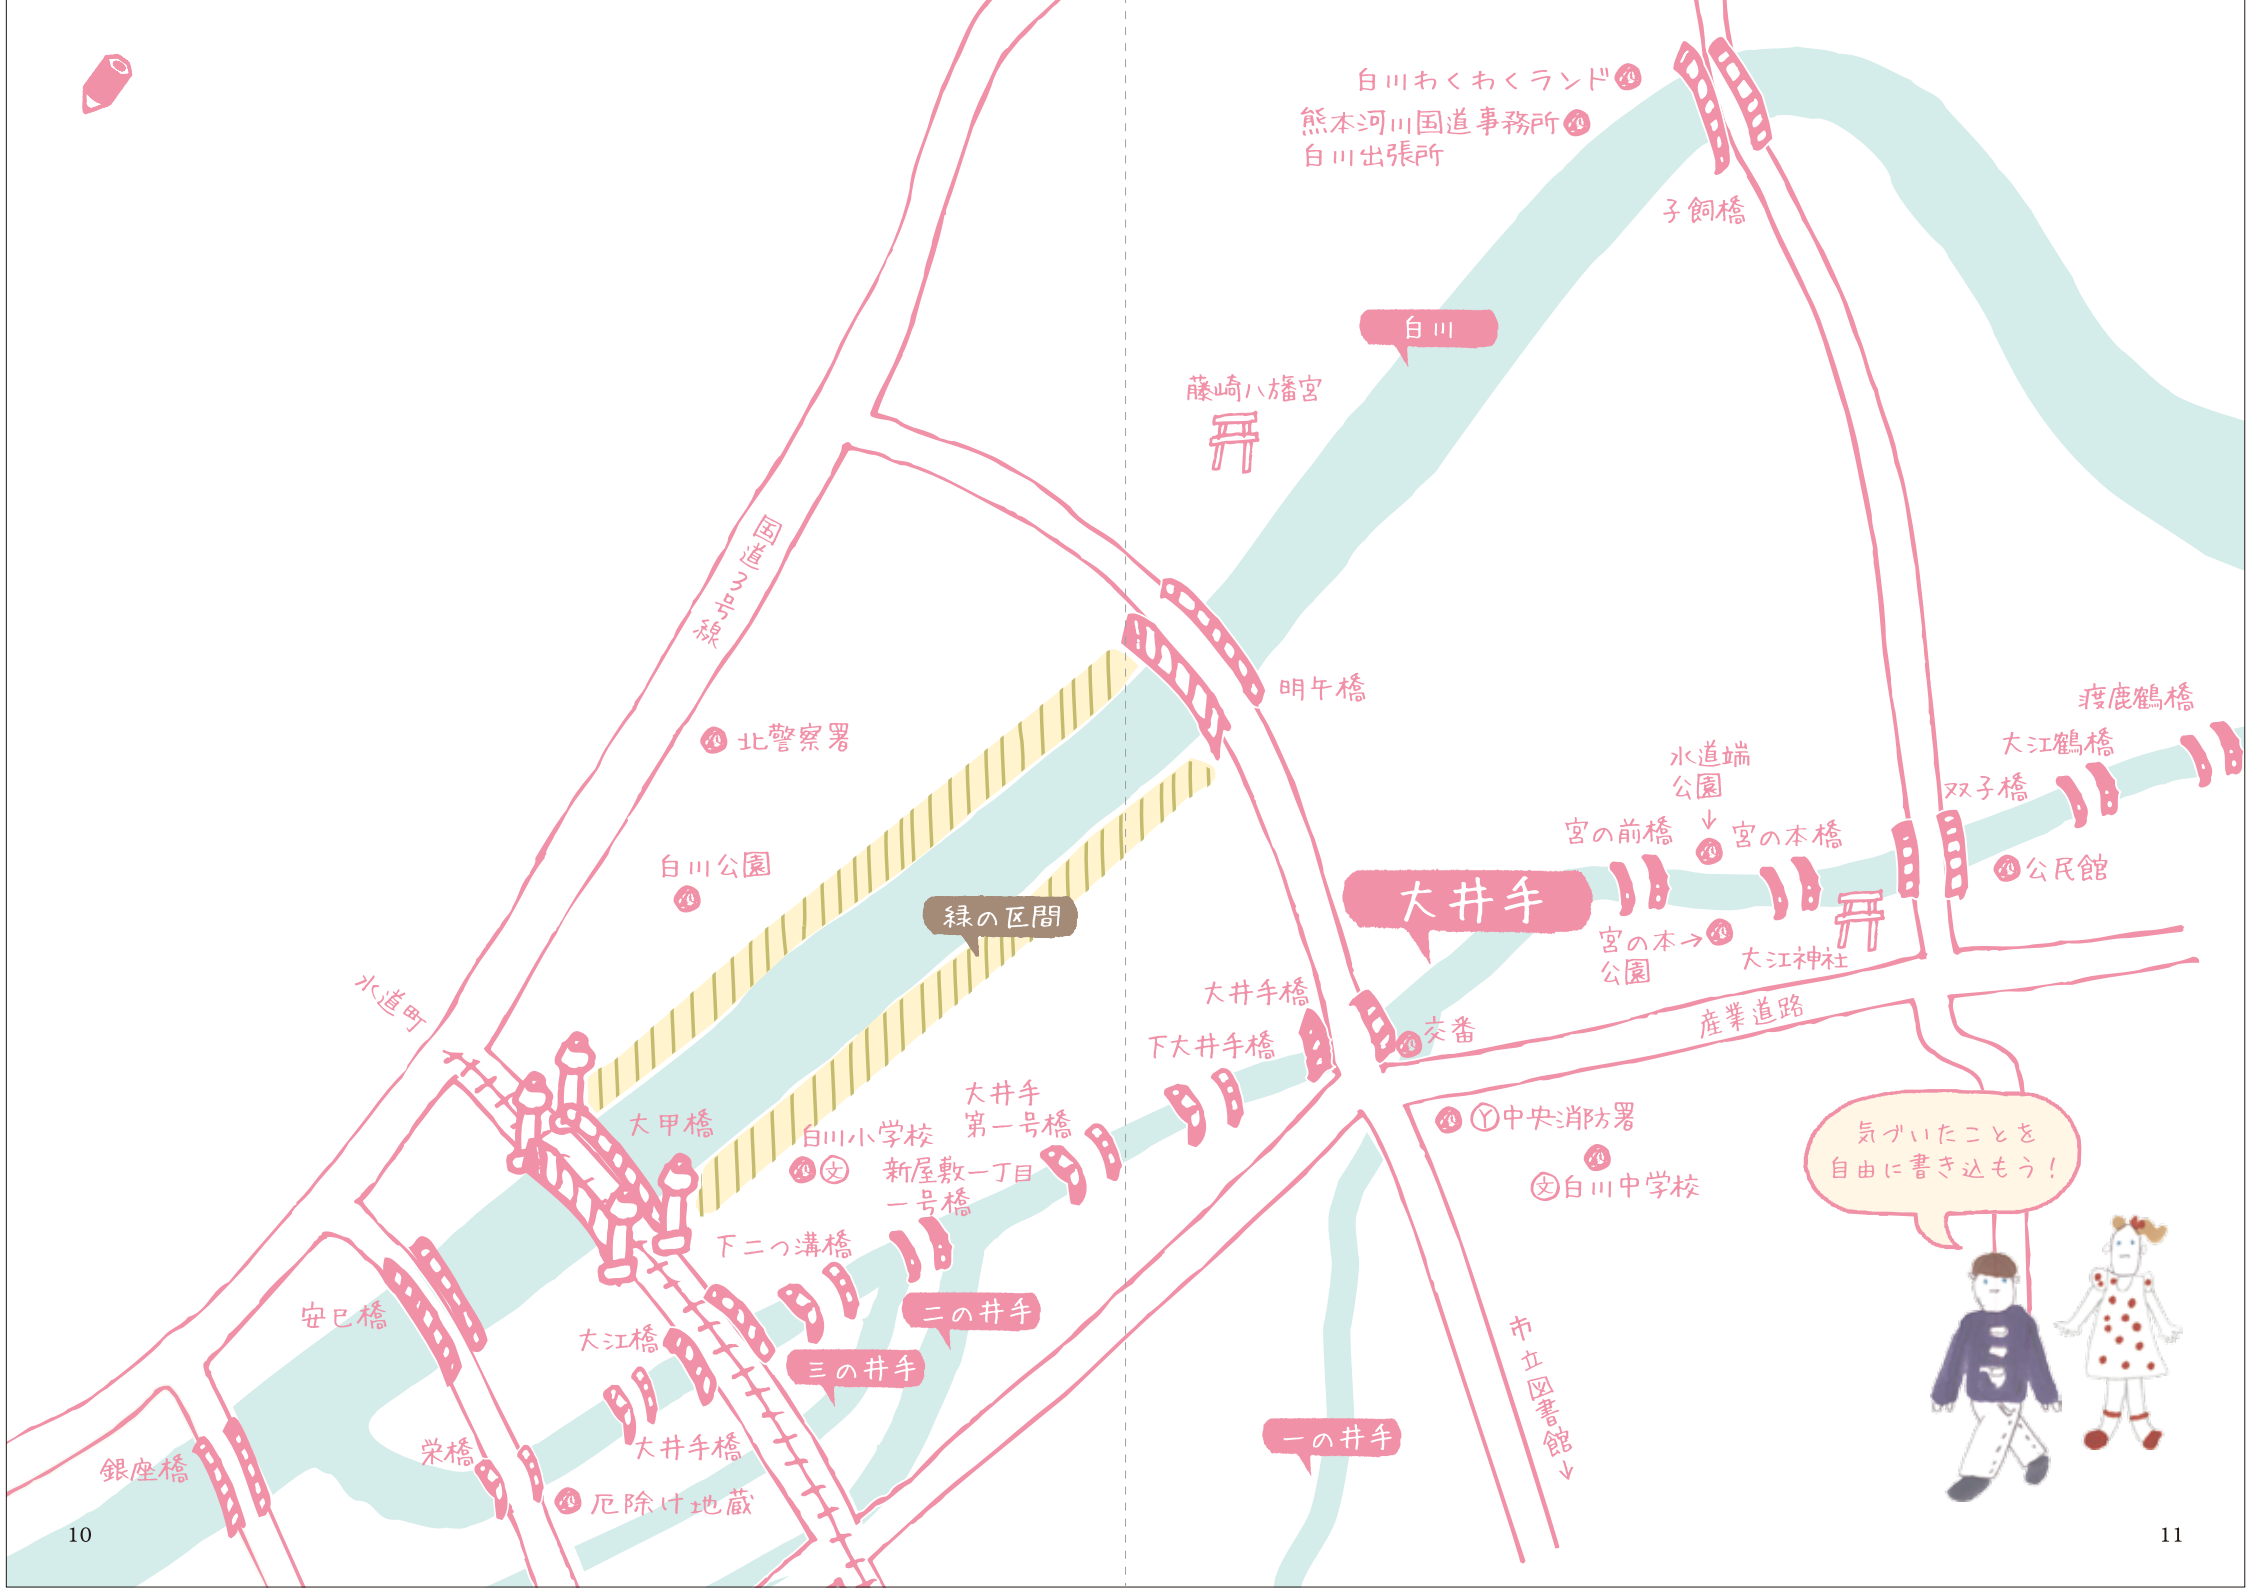 白川わくわくランド
熊本河川国道事務所
白川出張所
子飼橋
白川
藤崎八旛宮
国道3号線
明午橋
北警察署
白川公園
緑の区間
水道町
大甲橋
渡鹿鶴橋
大江鶴橋
双子橋
水道端
公園
↓
宮の前橋
宮の本橋
公民館
大井手
宮の本→
公園
大江神社
産業道路
大井手橋
交番
下大井手橋
大井手
第一号橋
白川小学校
文
新屋敷一丁目
一号橋
下二つ溝橋
二の井手
三の井手
大江橋
大井手橋
安巳橋
栄橋
銀座橋
厄除け地蔵
Y中央消防署
文白川中学校
市立図書館→
一の井手
気づいたことを
自由に書き込もう!
10
11